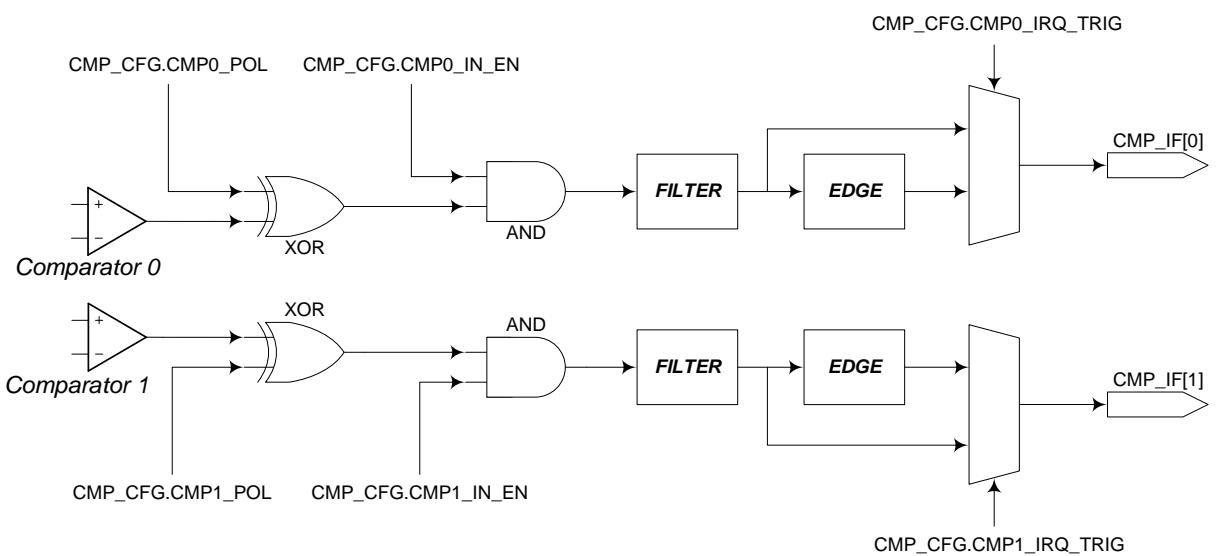 CMP_CFG.CMP0_IRQ_TRIG
CMP_CFG.CMP0_POL
CMP_CFG.CMP0_IN_EN
CMP_IF[0]
+
−
Comparator 0
XOR
AND
FILTER
EDGE
XOR
AND
+
−
Comparator 1
FILTER
EDGE
CMP_IF[1]
CMP_CFG.CMP1_POL
CMP_CFG.CMP1_IN_EN
CMP_CFG.CMP1_IRQ_TRIG